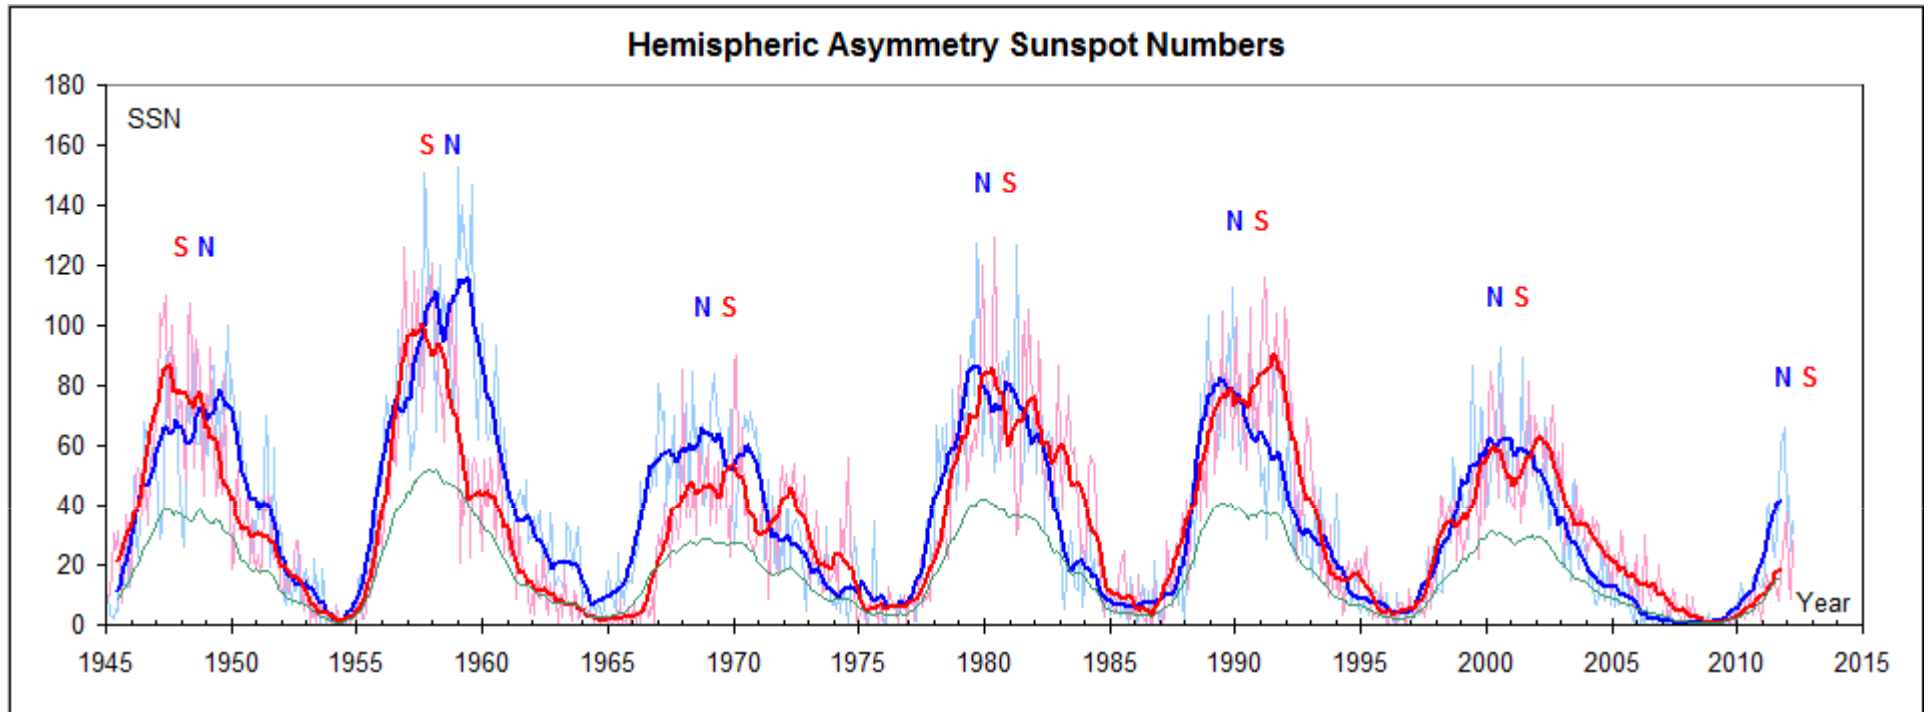 Hemispheric Asymmetry Sunspot Numbers
180
SSN
160
S N
140
N S
N S
120
S N
100
N S
N S
80
N S
60
40
20
Year
0
1945 1950 1955 1960 1965 1970 1975 1980 1985 1990 1995 2000 2005 2010 2015